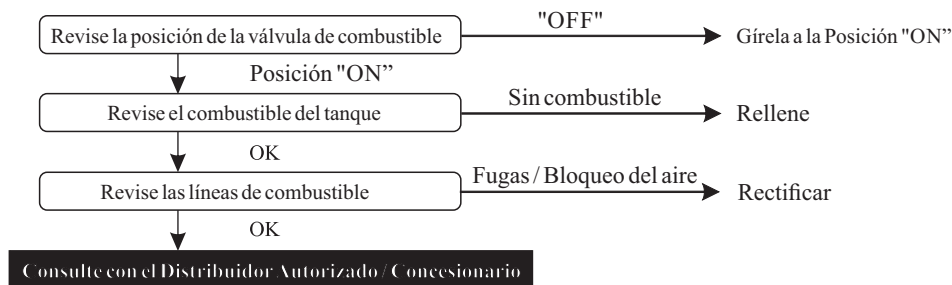 Revise la posición de la válvula de combustible
"OFF"
Gírela a la Posición "ON”
Posición "ON”
Revise el combustible del tanque
Sin combustible
Rellene
OK
Revise las líneas de combustible
Fugas / Bloqueo del aire
Rectificar
OK
Consulte con el Distribuidor Autorizado / Concesionario